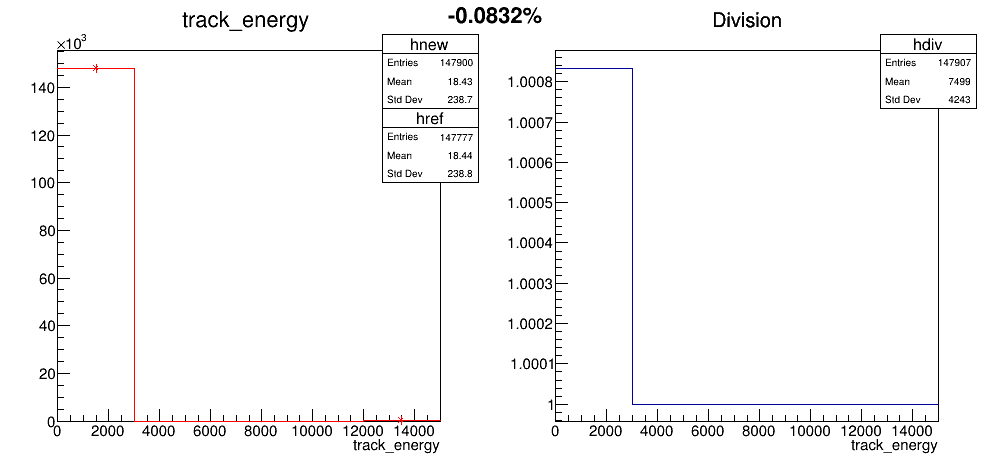 -0.0832%
track_energy
×10³
hnew
Entries 147900
Mean 18.43
Std Dev 238.7
href
Entries 147777
Mean 18.44
Std Dev 238.8
140
120
100
80
60
40
20
0
0 2000 4000 6000 8000 10000 12000 14000
track_energy
Division
hdiv
Entries 147907
Mean 7499
Std Dev 4243
1.0008
1.0007
1.0006
1.0005
1.0004
1.0003
1.0002
1.0001
1
0 2000 4000 6000 8000 10000 12000 14000
track_energy